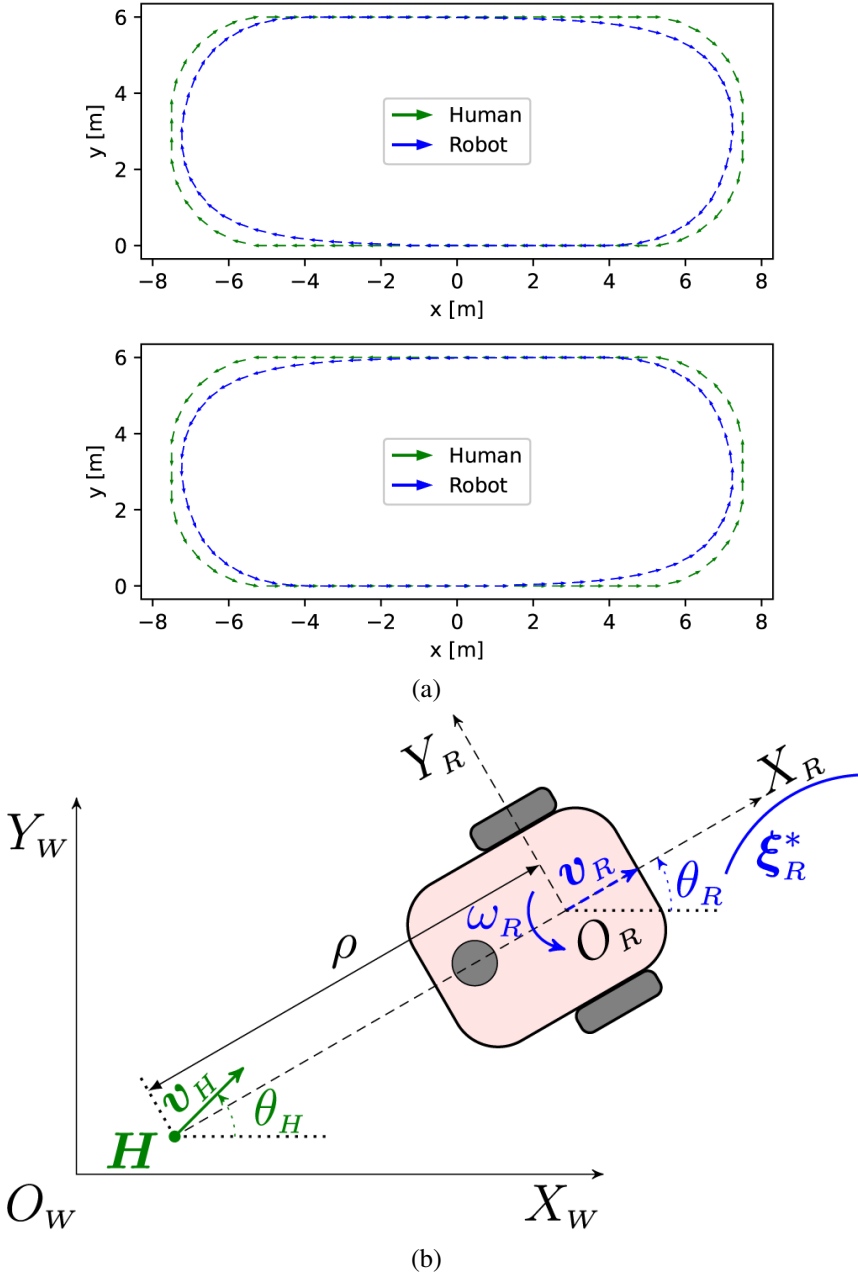 6
4
2
0
y [m]
Human
Robot
−8 −6 −4 −2 0 2 4 6 8
x [m]
6
4
2
0
y [m]
Human
Robot
−8 −6 −4 −2 0 2 4 6 8
x [m]
(a)
Y_R
X_R
Y_W
ξ*_R
v_R
θ_R
ω_R
O_R
ρ
v_H
θ_H
H
O_W
X_W
(b)